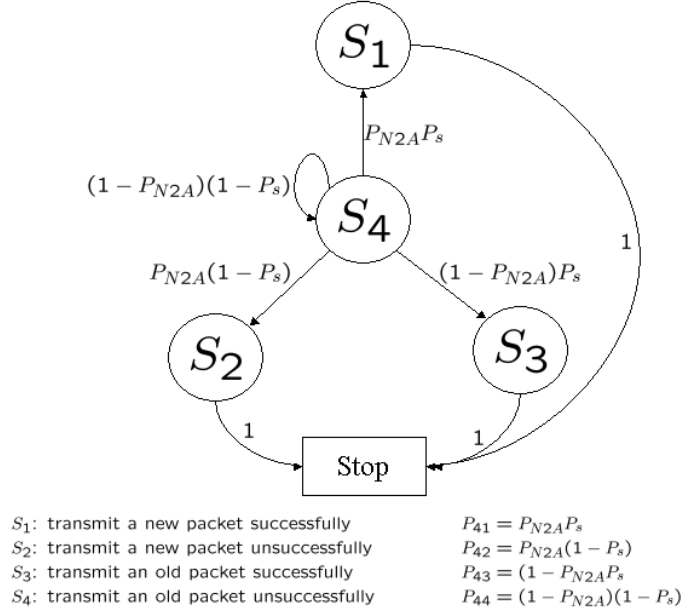 S₁
P_{N2A}P_s
(1 − P_{N2A})(1 − P_s)
S₄
1
P_{N2A}(1 − P_s)
(1 − P_{N2A})P_s
S₂
S₃
1
1
Stop
S₁: transmit a new packet successfully
P₄₁ = P_{N2A}P_s
S₂: transmit a new packet unsuccessfully
P₄₂ = P_{N2A}(1 − P_s)
S₃: transmit an old packet successfully
P₄₃ = (1 − P_{N2A}P_s
S₄: transmit an old packet unsuccessfully
P₄₄ = (1 − P_{N2A})(1 − P_s)